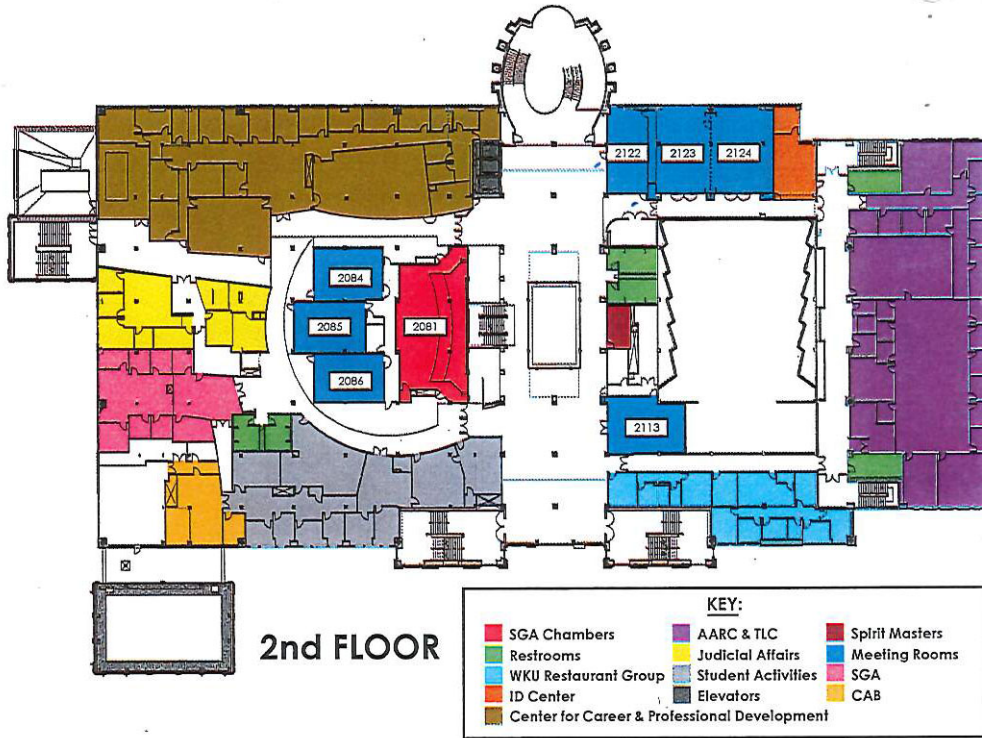 2122
2123
2124
2084
2085
2081
2086
2113
2nd FLOOR
KEY:
SGA Chambers
AARC & TLC
Spirit Masters
Restrooms
Judicial Affairs
Meeting Rooms
WKU Restaurant Group
Student Activities
SGA
ID Center
Elevators
CAB
Center for Career & Professional Development